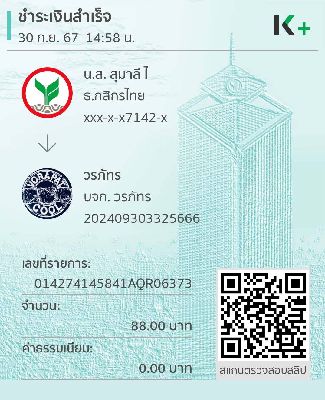 ชำระเงินสำเร็จ
30 ก.ย. 67 14:58 น.
K+
น.ส. สุมาลี ไ
ธ.กสิกรไทย
xxx-x-x7142-x
วรภัทร
บจก. วรภัทร
202409303325666
เลขที่รายการ:
014274145841AQR06373
จำนวน:
88.00 บาท
ค่าธรรมเนียม:
0.00 บาท
สแกนตรวจสอบสลิป